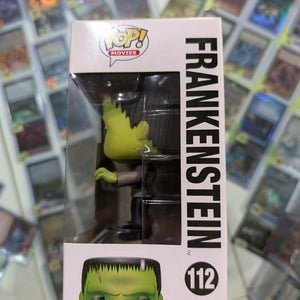 POP!
MOVIES
FRANKENSTEIN
112